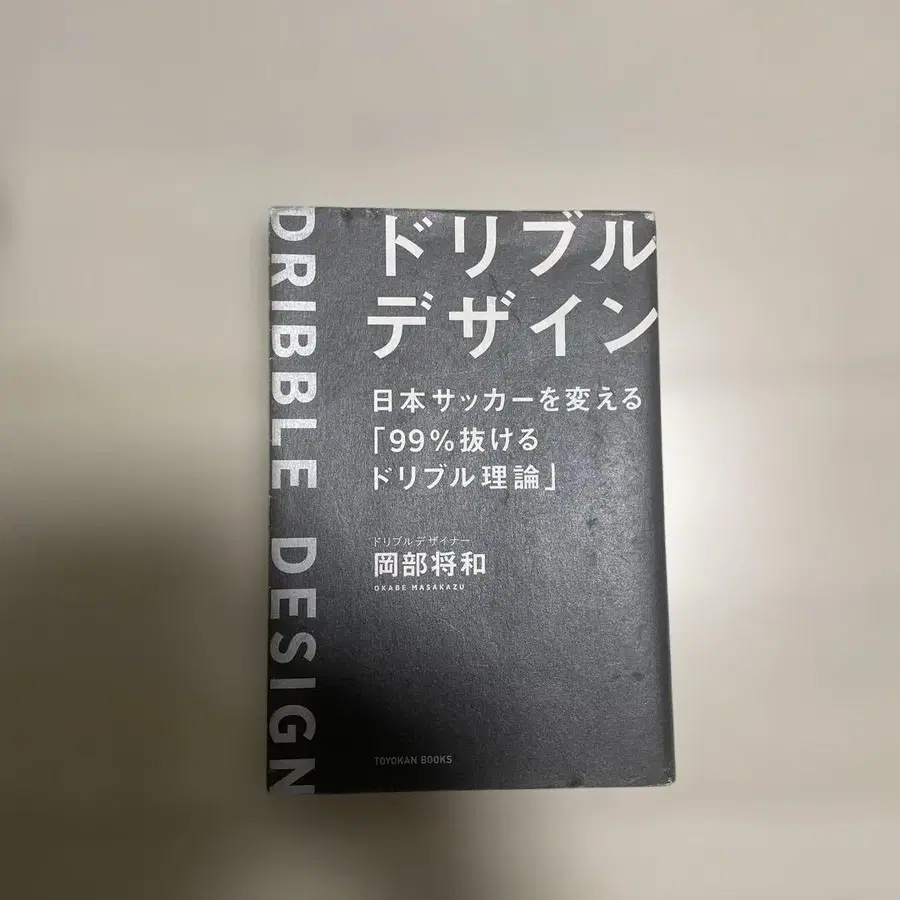 ドリブル
デザイン
日本サッカーを変える
「99%抜ける
ドリブル理論」
ドリブルデザイナー
岡部将和
OKABE MASAKAZU
TOYOKAN BOOKS
DRIBBLE DESIGN